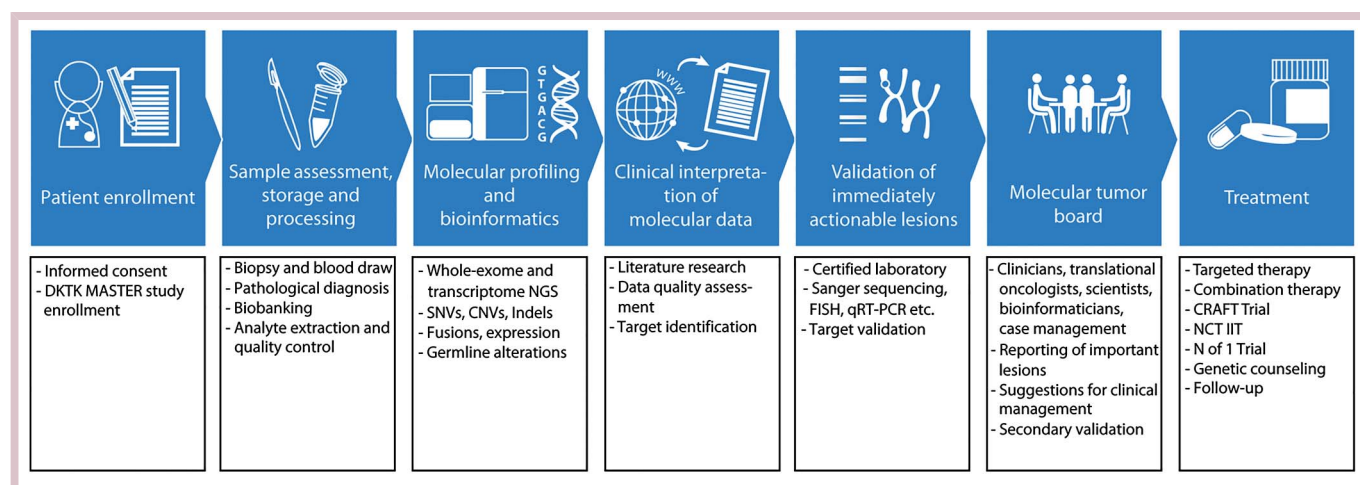 Patient enrollment
- Informed consent
- DKTK MASTER study
enrollment
Sample assessment,
storage and
processing
- Biopsy and blood draw
- Pathological diagnosis
- Biobanking
- Analyte extraction and
quality control
GTGACG
Molecular profiling
and
bioinformatics
- Whole-exome and
transcriptome NGS
- SNVs, CNVs, Indels
- Fusions, expression
- Germline alterations
www
Clinical interpreta-
tion of
molecular data
- Literature research
- Data quality assess-
ment
- Target identification
Validation of
immediately
actionable lesions
- Certified laboratory
- Sanger sequencing,
FISH, qRT-PCR etc.
- Target validation
Molecular tumor
board
- Clinicians, translational
oncologists, scientists,
bioinformaticians,
case management
- Reporting of important
lesions
- Suggestions for clinical
management
- Secondary validation
Treatment
- Targeted therapy
- Combination therapy
- CRAFT Trial
- NCT IIT
- N of 1 Trial
- Genetic counseling
- Follow-up